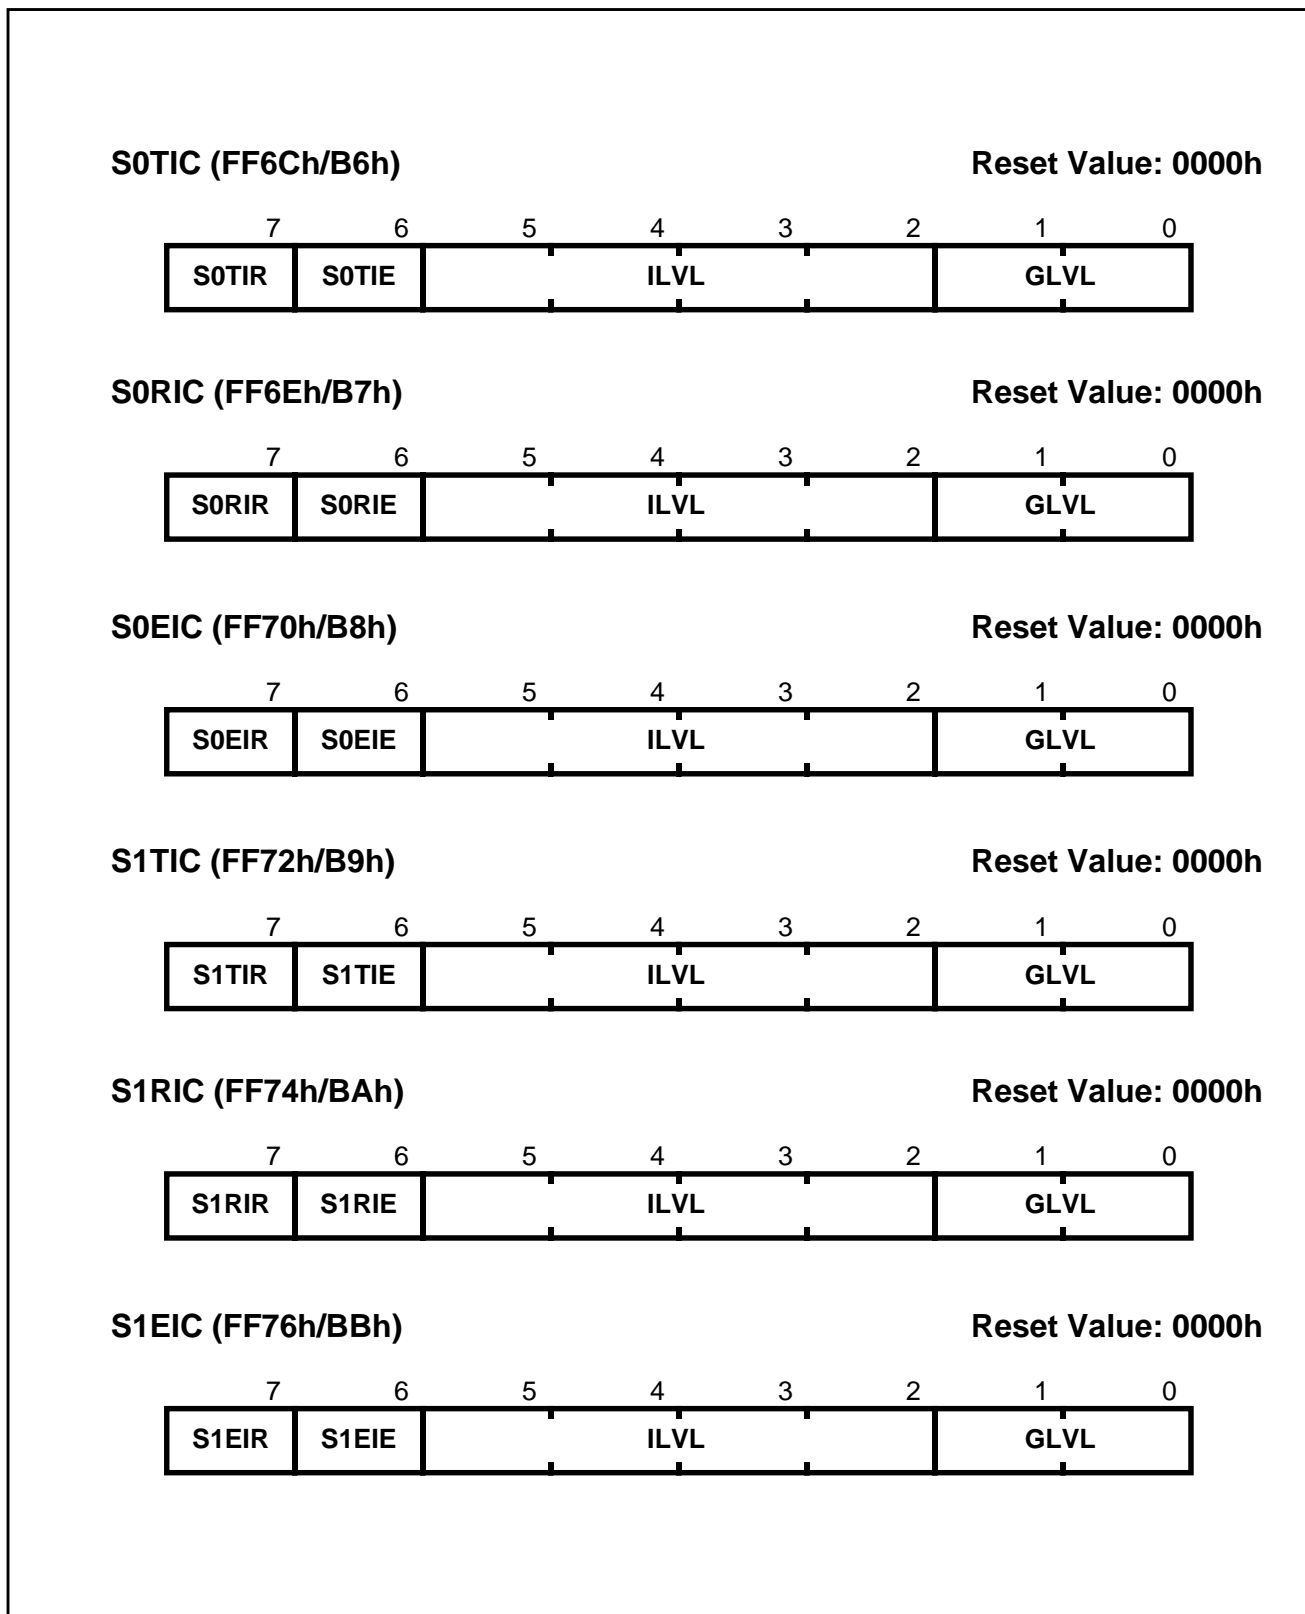 S0TIC (FF6Ch/B6h) Reset Value: 0000h
7 6 5 4 3 2 1 0
S0TIR S0TIE ILVL GLVL
S0RIC (FF6Eh/B7h) Reset Value: 0000h
7 6 5 4 3 2 1 0
S0RIR S0RIE ILVL GLVL
S0EIC (FF70h/B8h) Reset Value: 0000h
7 6 5 4 3 2 1 0
S0EIR S0EIE ILVL GLVL
S1TIC (FF72h/B9h) Reset Value: 0000h
7 6 5 4 3 2 1 0
S1TIR S1TIE ILVL GLVL
S1RIC (FF74h/BAh) Reset Value: 0000h
7 6 5 4 3 2 1 0
S1RIR S1RIE ILVL GLVL
S1EIC (FF76h/BBh) Reset Value: 0000h
7 6 5 4 3 2 1 0
S1EIR S1EIE ILVL GLVL